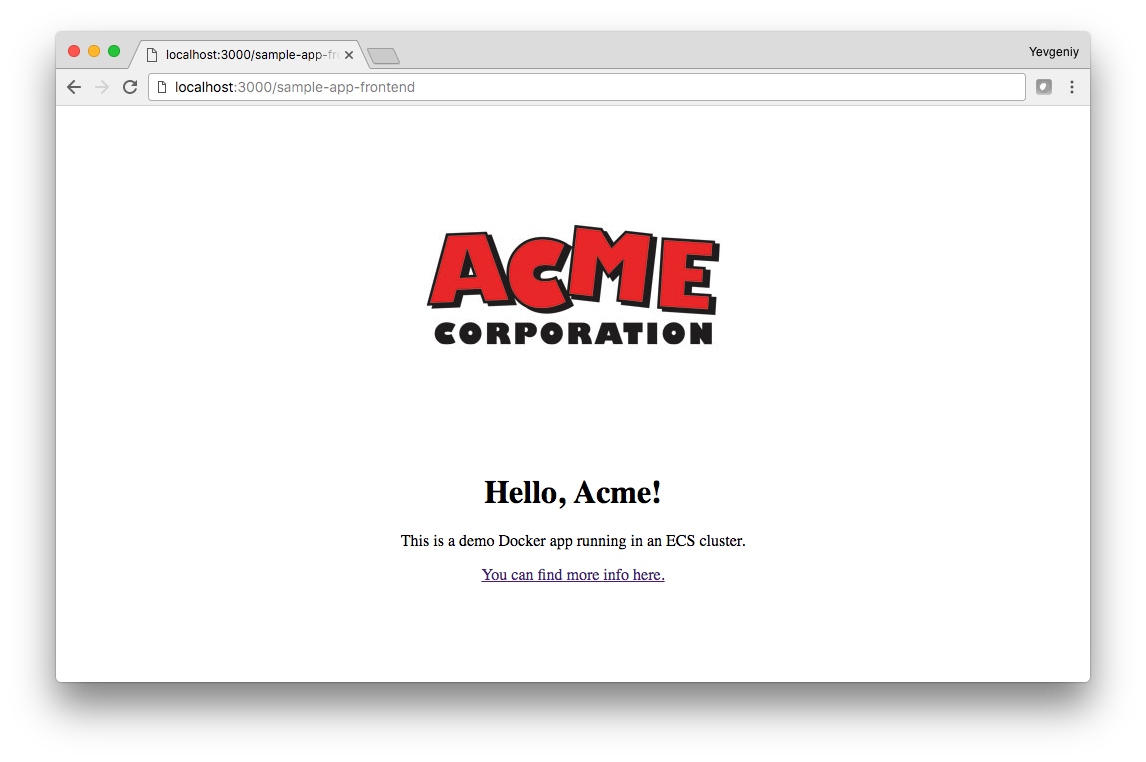 localhost:3000/sample-app-fr
Yevgeniy
localhost:3000/sample-app-frontend
ACME
CORPORATION
Hello, Acme!
This is a demo Docker app running in an ECS cluster.
You can find more info here.